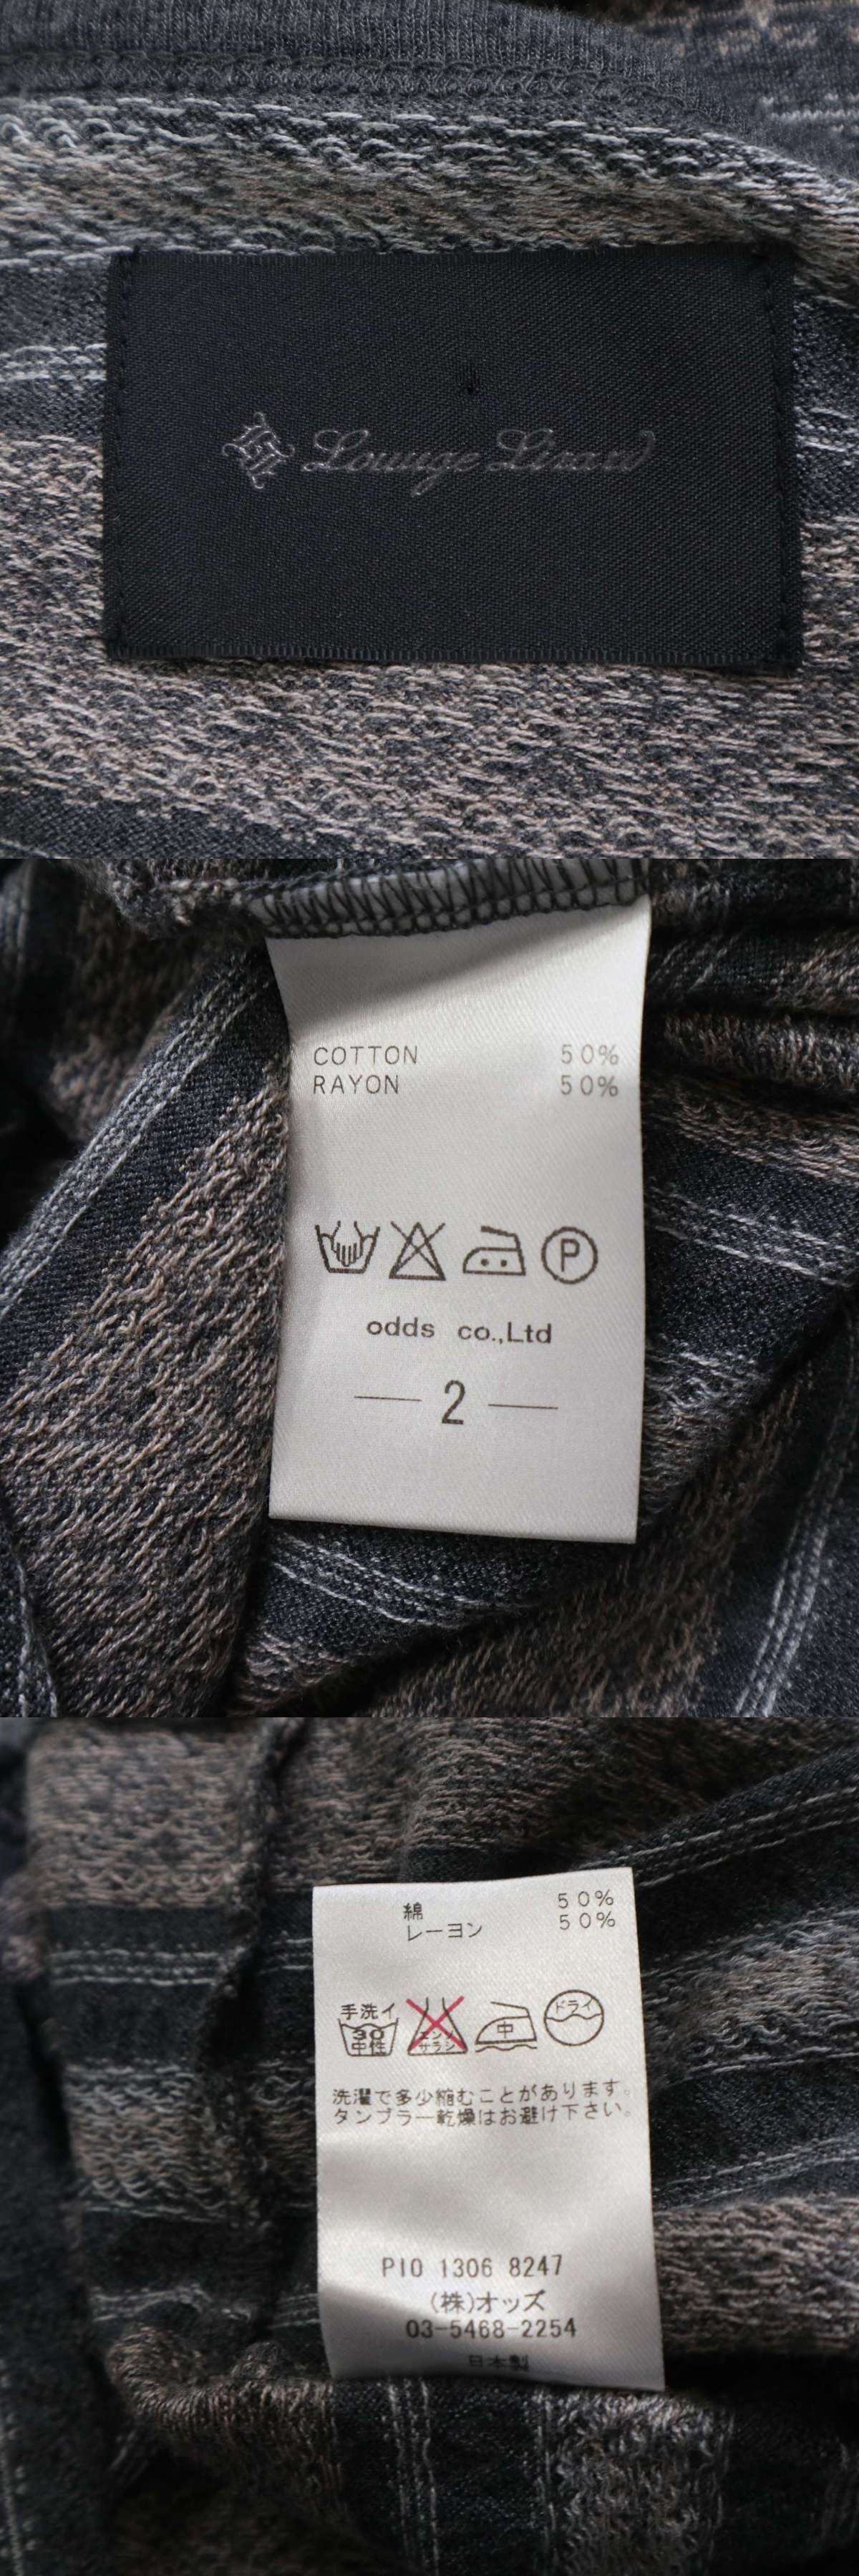 Lounge Lizard
COTTON 50%
RAYON 50%
P
odds co.,Ltd
2
綿 50%
レーヨン 50%
手洗イ
30
中性
エンソ
サラシ
中
ドライ
洗濯で多少縮むことがあります。
タンブラー乾燥はお避け下さい。
PIO 1306 8247
(株)オッズ
03-5468-2254
日本製